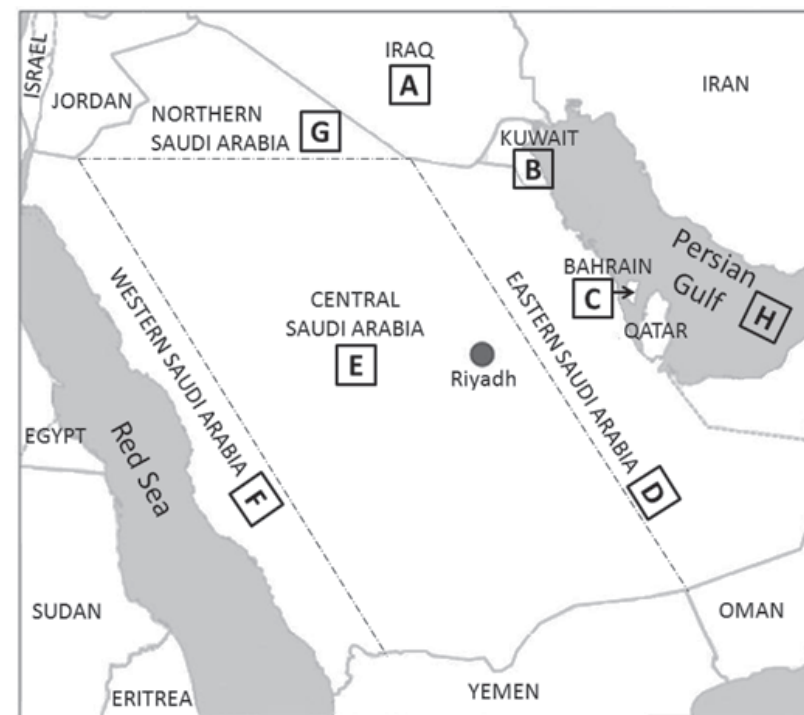 ISRAEL
JORDAN
IRAQ
A
IRAN
NORTHERN
SAUDI ARABIA
G
KUWAIT
B
Persian
Gulf
H
BAHRAIN
C
QATAR
WESTERN SAUDI ARABIA
F
CENTRAL
SAUDI ARABIA
E
Riyadh
EASTERN SAUDI ARABIA
D
EGYPT
Red Sea
SUDAN
OMAN
ERITREA
YEMEN